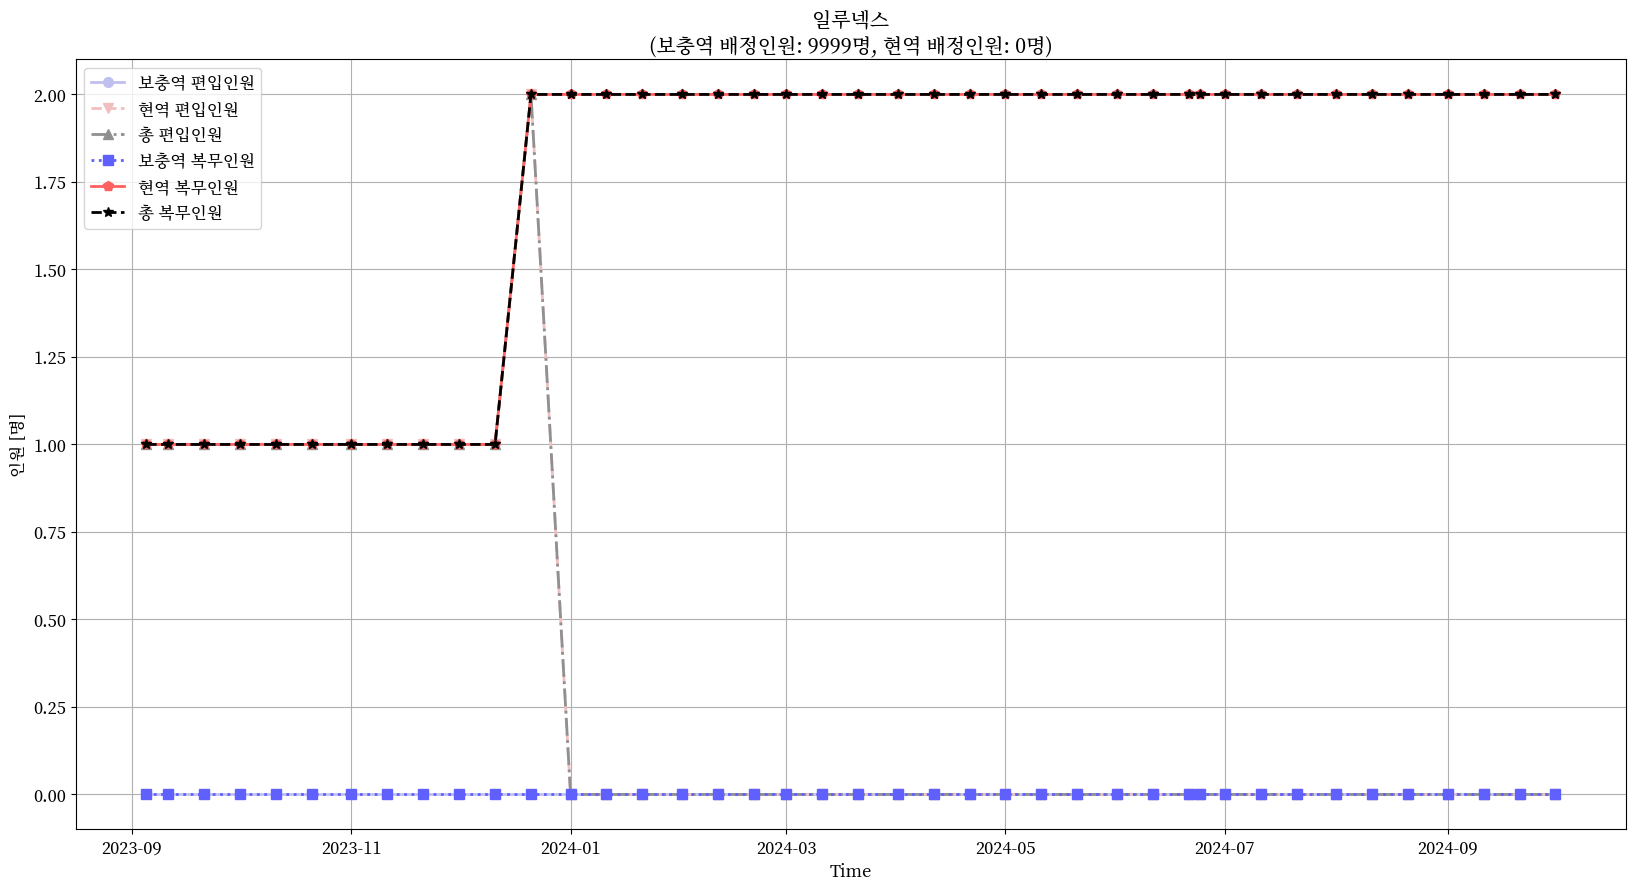 일루넥스
(보충역 배정인원: 9999명, 현역 배정인원: 0명)
보충역 편입인원
현역 편입인원
총 편입인원
보충역 복무인원
현역 복무인원
총 복무인원
2.00
1.75
1.50
1.25
1.00
0.75
0.50
0.25
0.00
인원 [명]
2023-09 2023-11 2024-01 2024-03 2024-05 2024-07 2024-09
Time